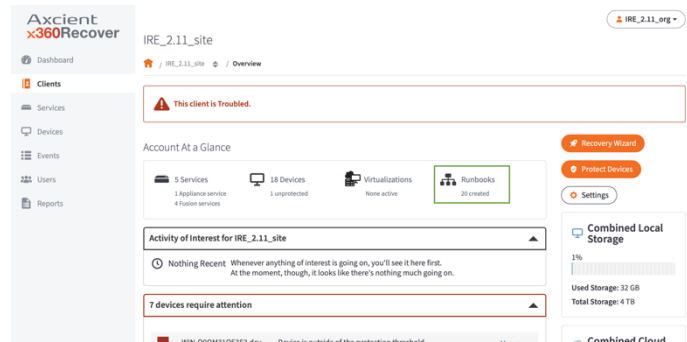 Axcient
x360Recover
IRE_2.11_org
IRE_2.11_site
/ IRE_2.11_site / Overview
Dashboard
Clients
Services
Devices
Events
Users
Reports
This client is Troubled.
Account At a Glance
5 Services
1 Appliance service
4 Fusion services
18 Devices
1 unprotected
Virtualizations
None active
Runbooks
20 created
Recovery Wizard
Protect Devices
Settings
Activity of Interest for IRE_2.11_site
Nothing Recent Whenever anything of interest is going on, you'll see it here first.
At the moment, though, it looks like there's nothing much going on.
7 devices require attention
Device is outside of the protection threshold
Combined Local
Storage
1%
Used Storage: 32 GB
Total Storage: 4 TB
Combined Cloud